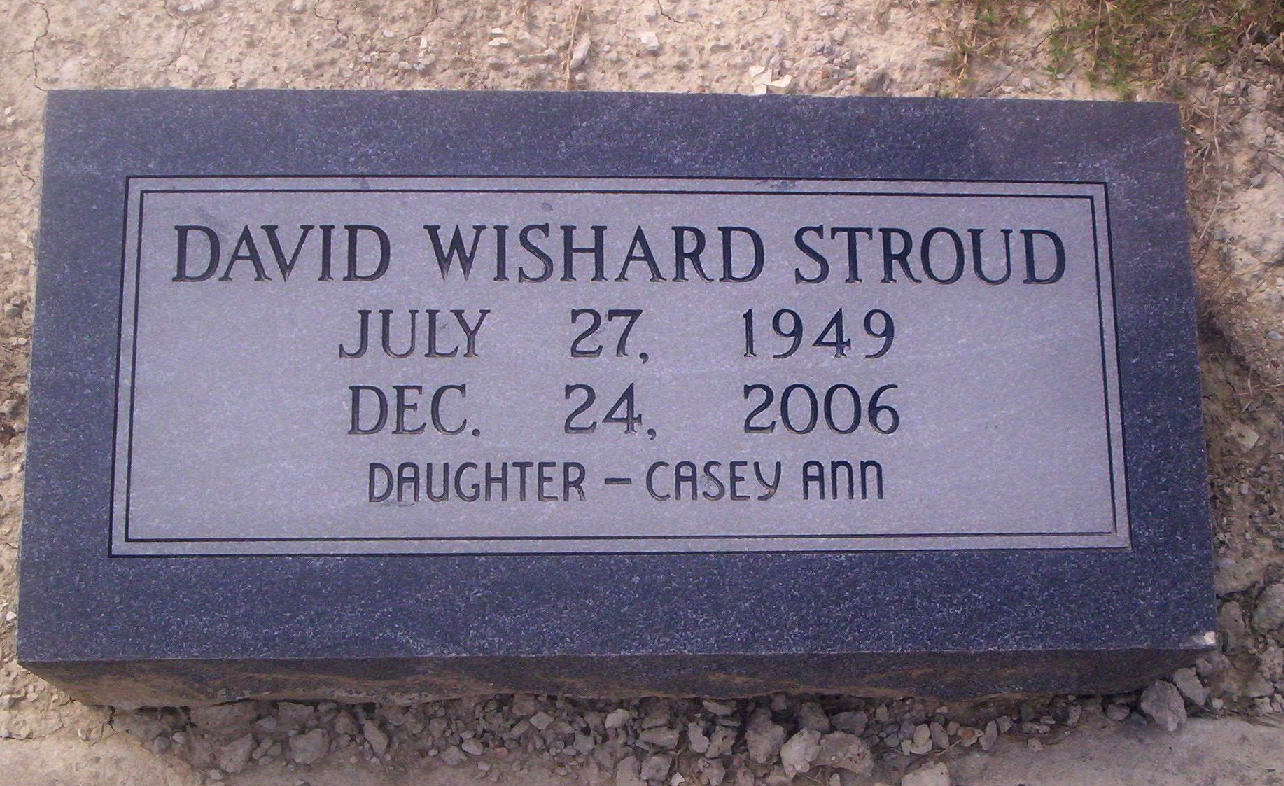 DAVID WISHARD STROUD
JULY 27, 1949
DEC. 24, 2006
DAUGHTER – CASEY ANN